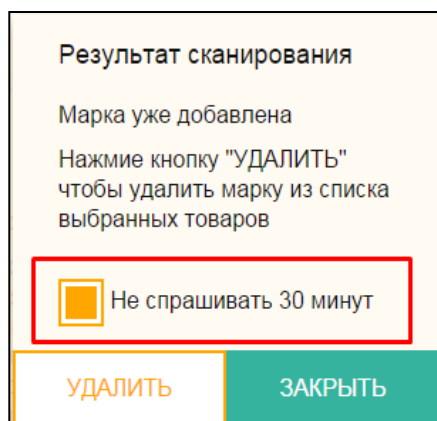 Результат сканирования
Марка уже добавлена
Нажмие кнопку "УДАЛИТЬ"
чтобы удалить марку из списка
выбранных товаров
Не спрашивать 30 минут
УДАЛИТЬ
ЗАКРЫТЬ